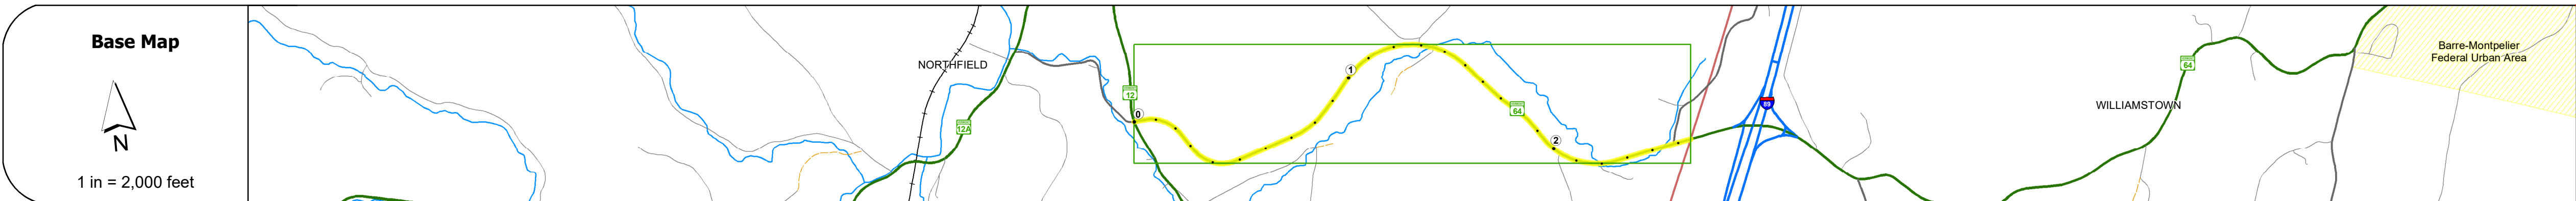 Base Map
N
1 in = 2,000 feet
NORTHFIELD
12A
12
0
1
64
2
89
WILLIAMSTOWN
64
Barre-Montpelier
Federal Urban Area